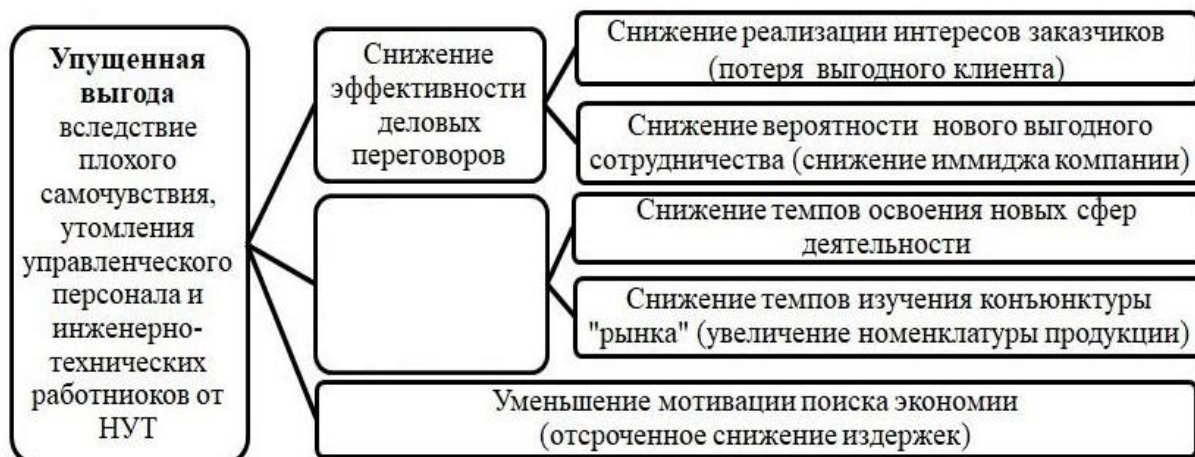 Упущенная
выгода
вследствие
плохого
самочувствия,
утомления
управленческого
персонала и
инженерно-
технических
работниоков от
НУТ
Снижение
эффективности
деловых
переговоров
Снижение реализации интересов заказчиков
(потеря выгодного клиента)
Снижение вероятности нового выгодного
сотрудничества (снижение иммиджа компании)
Снижение темпов освоения новых сфер
деятельности
Снижение темпов изучения конъюнктуры
"рынка" (увеличение номенклатуры продукции)
Уменьшение мотивации поиска экономии
(отсроченное снижение издержек)